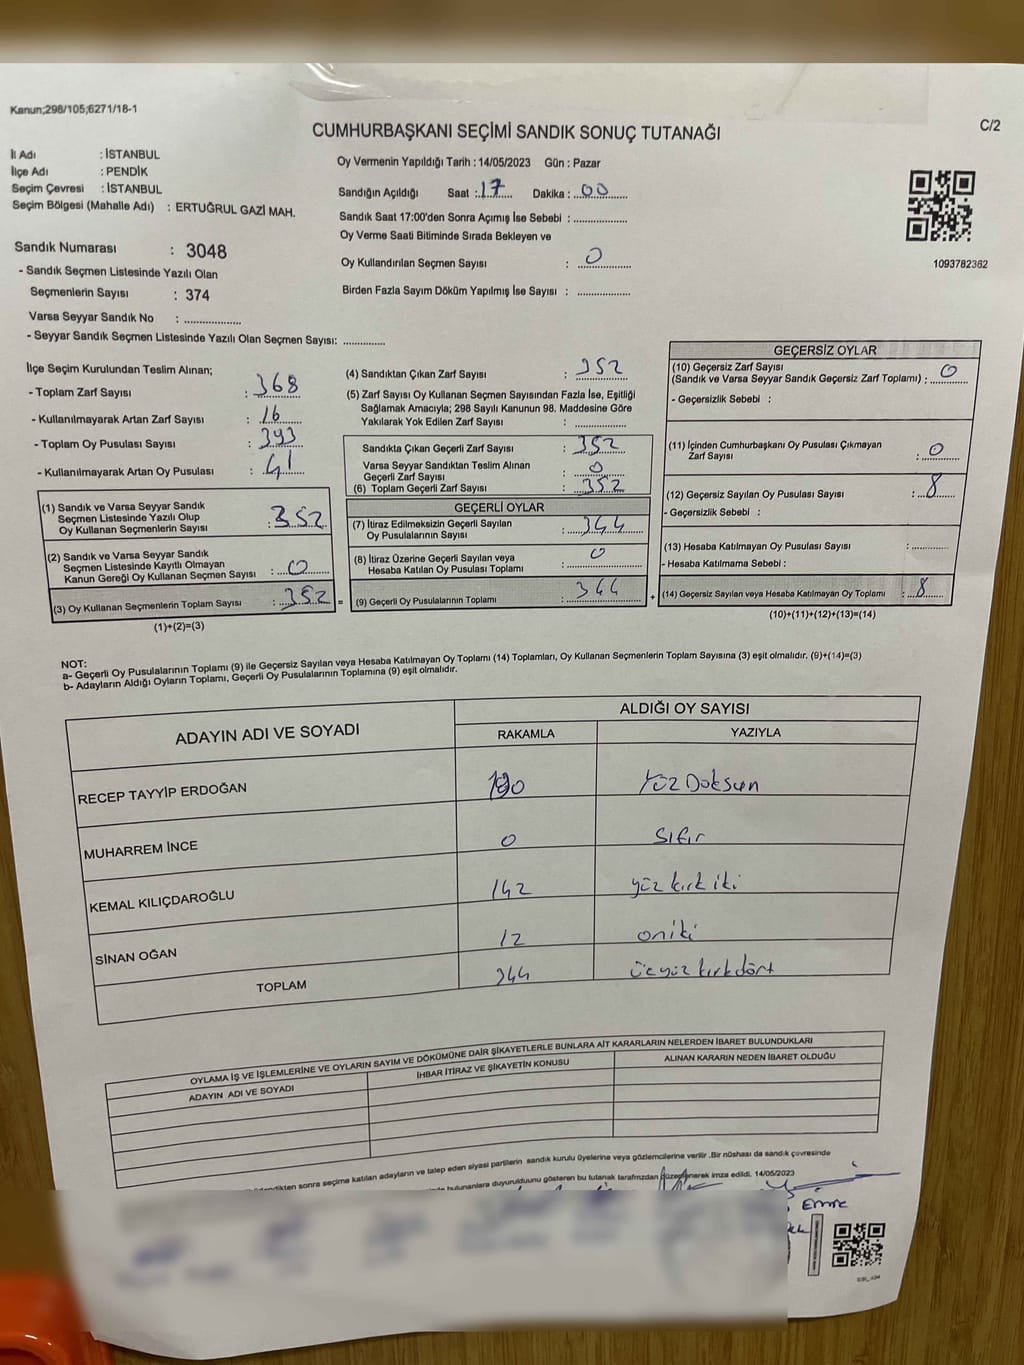 Kanun;298/105;6271/18-1
C/2
CUMHURBAŞKANI SEÇİMİ SANDIK SONUÇ TUTANAĞI
İl Adı : İSTANBUL
İlçe Adı : PENDİK
Seçim Çevresi : İSTANBUL
Seçim Bölgesi (Mahalle Adı) : ERTUĞRUL GAZİ MAH.
Sandık Numarası : 3048
- Sandık Seçmen Listesinde Yazılı Olan
Seçmenlerin Sayısı : 374
Varsa Seyyar Sandık No : ..................
- Seyyar Sandık Seçmen Listesinde Yazılı Olan Seçmen Sayısı: .............
Oy Vermenin Yapıldığı Tarih : 14/05/2023 Gün : Pazar
Sandığın Açıldığı Saat : 17 Dakika : 00
Sandık Saat 17:00'den Sonra Açımış İse Sebebi : .................
Oy Verme Saati Bitiminde Sırada Bekleyen ve
Oy Kullandırılan Seçmen Sayısı : 0
Birden Fazla Sayım Döküm Yapılmış İse Sayısı : .................
1093782362
İlçe Seçim Kurulundan Teslim Alınan;
- Toplam Zarf Sayısı : 368
- Kullanılmayarak Artan Zarf Sayısı : 16
- Toplam Oy Pusulası Sayısı : 393
- Kullanılmayarak Artan Oy Pusulası : 41
(1) Sandık ve Varsa Seyyar Sandık
Seçmen Listesinde Yazılı Olup
Oy Kullanan Seçmenlerin Sayısı : 352
(2) Sandık ve Varsa Seyyar Sandık
Seçmen Listesinde Kayıtlı Olmayan
Kanun Gereği Oy Kullanan Seçmen Sayısı : 0
(3) Oy Kullanan Seçmenlerin Toplam Sayısı : 352 =
(1)+(2)=(3)
(4) Sandıktan Çıkan Zarf Sayısı : 352
(5) Zarf Sayısı Oy Kullanan Seçmen Sayısından Fazla İse, Eşitliği
Sağlamak Amacıyla; 298 Sayılı Kanunun 98. Maddesine Göre
Yakılarak Yok Edilen Zarf Sayısı : ................
Sandıkta Çıkan Geçerli Zarf Sayısı : 352
Varsa Seyyar Sandıktan Teslim Alınan
Geçerli Zarf Sayısı : 0
(6) Toplam Geçerli Zarf Sayısı : 352
GEÇERLİ OYLAR
(7) İtiraz Edilmeksizin Geçerli Sayılan
Oy Pusulalarının Sayısı : 344
(8) İtiraz Üzerine Geçerli Sayılan veya
Hesaba Katılan Oy Pusulası Toplamı : 0
(9) Geçerli Oy Pusulalarının Toplamı : 344 +
GEÇERSİZ OYLAR
(10) Geçersiz Zarf Sayısı
(Sandık ve Varsa Seyyar Sandık Geçersiz Zarf Toplamı) : 0
- Geçersizlik Sebebi :
(11) İçinden Cumhurbaşkanı Oy Pusulası Çıkmayan
Zarf Sayısı : 0
(12) Geçersiz Sayılan Oy Pusulası Sayısı : 8
- Geçersizlik Sebebi :
(13) Hesaba Katılmayan Oy Pusulası Sayısı : ............
- Hesaba Katılmama Sebebi :
(14) Geçersiz Sayılan veya Hesaba Katılmayan Oy Toplamı : 8
(10)+(11)+(12)+(13)=(14)
NOT:
a- Geçerli Oy Pusulalarının Toplamı (9) ile Geçersiz Sayılan veya Hesaba Katılmayan Oy Toplamı (14) Toplamları, Oy Kullanan Seçmenlerin Toplam Sayısına (3) eşit olmalıdır. (9)+(14)=(3)
b- Adayların Aldığı Oyların Toplamı, Geçerli Oy Pusulalarının Toplamına (9) eşit olmalıdır.
ADAYIN ADI VE SOYADI ALDIĞI OY SAYISI
RAKAMLA YAZIYLA
RECEP TAYYİP ERDOĞAN 190 Yüz Doksan
MUHARREM İNCE 0 Sıfır
KEMAL KILIÇDAROĞLU 142 yüz kırk iki
SİNAN OĞAN 12 oniki
TOPLAM 344 üçyüz kırkdört
OYLAMA İŞ VE İŞLEMLERİNE VE OYLARIN SAYIM VE DÖKÜMÜNE DAİR ŞİKAYETLERLE BUNLARA AİT KARARLARIN NELERDEN İBARET BULUNDUKLARI
ADAYIN ADI VE SOYADI İHBAR İTİRAZ VE ŞİKAYETİN KONUSU ALINAN KARARIN NEDEN İBARET OLDUĞU
sonra seçime katılan adayların ve talep eden siyasi partilerin sandık kurulu üyelerine veya gözlemcilerine verilir .Bir nüshası da sandık çevresinde
bulunanlara duyurulduunu gösteren bu tutanak tarafımzdan düzenlenerek imza edildi. 14/05/2023
Emre